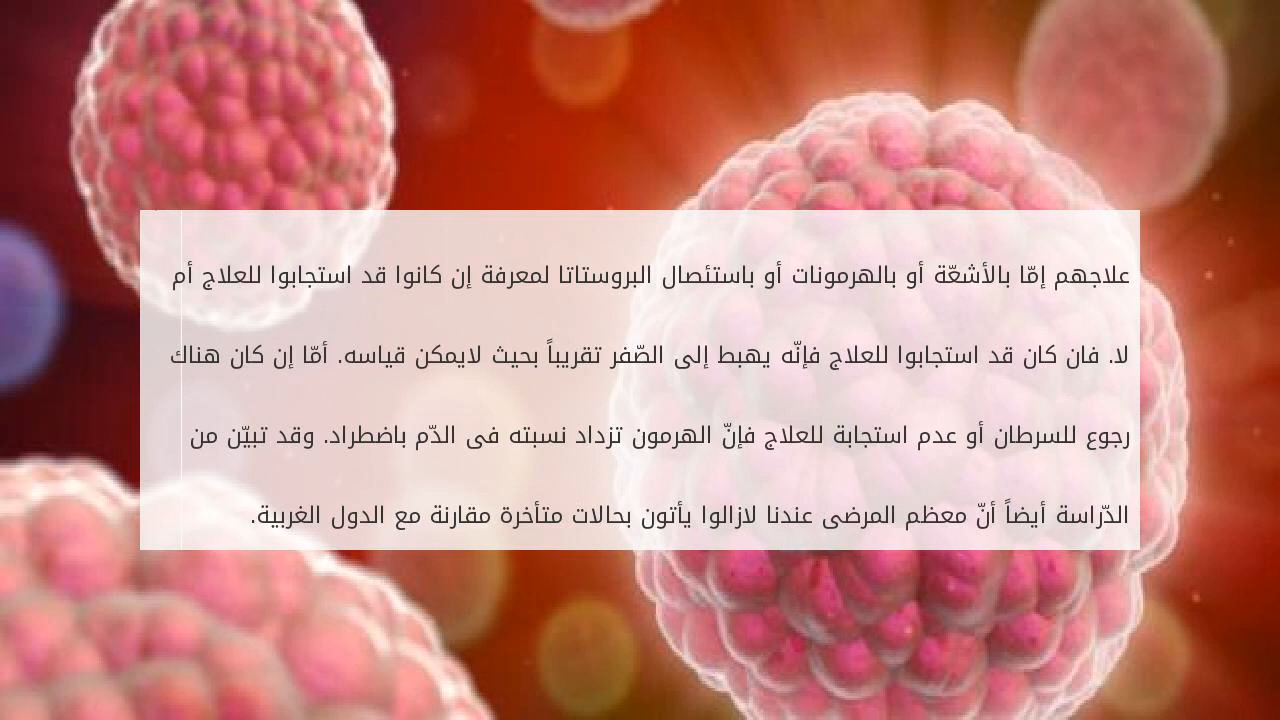 علاجهم إمّا بالأشعّة أو بالهرمونات أو باستئصال البروستاتا لمعرفة إن كانوا قد استجابوا للعلاج أم
لا. فان كان قد استجابوا للعلاج فإنّه يهبط إلى الصّفر تقريباً بحيث لايمكن قياسه. أمّا إن كان هناك
رجوع للسرطان أو عدم استجابة للعلاج فإنّ الهرمون تزداد نسبته فى الدّم باضطراد. وقد تبيّن من
الدّراسة أيضاً أنّ معظم المرضى عندنا لازالوا يأتون بحالات متأخرة مقارنة مع الدول الغربية.